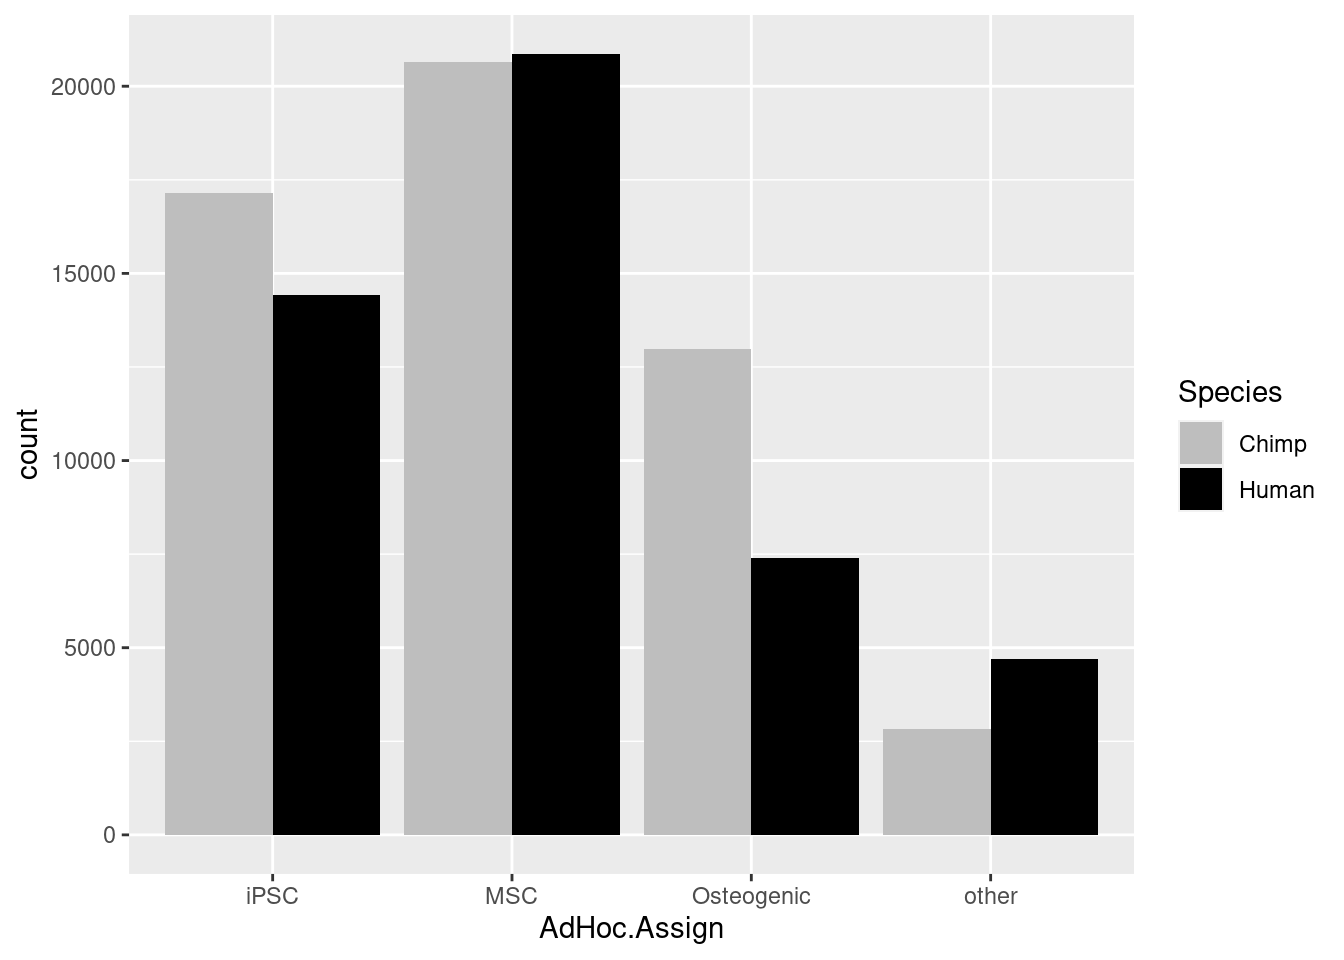 20000
15000
10000
5000
0
count
iPSC
MSC
Osteogenic
other
AdHoc.Assign
Species
Chimp
Human